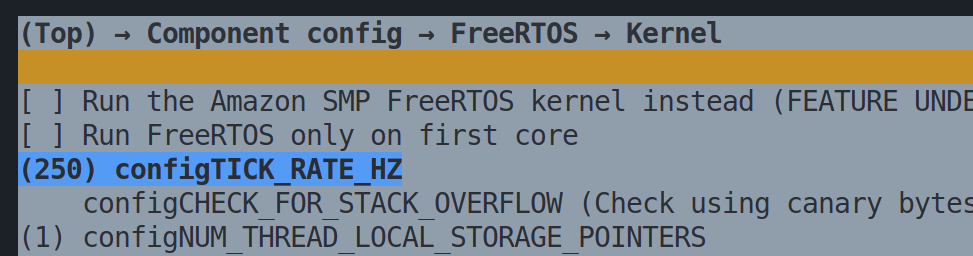 (Top) → Component config → FreeRTOS → Kernel
[ ] Run the Amazon SMP FreeRTOS kernel instead (FEATURE
[ ] Run FreeRTOS only on first core
(250) configTICK_RATE_HZ
configCHECK_FOR_STACK_OVERFLOW (Check using canary bytes
(1) configNUM_THREAD_LOCAL_STORAGE_POINTERS